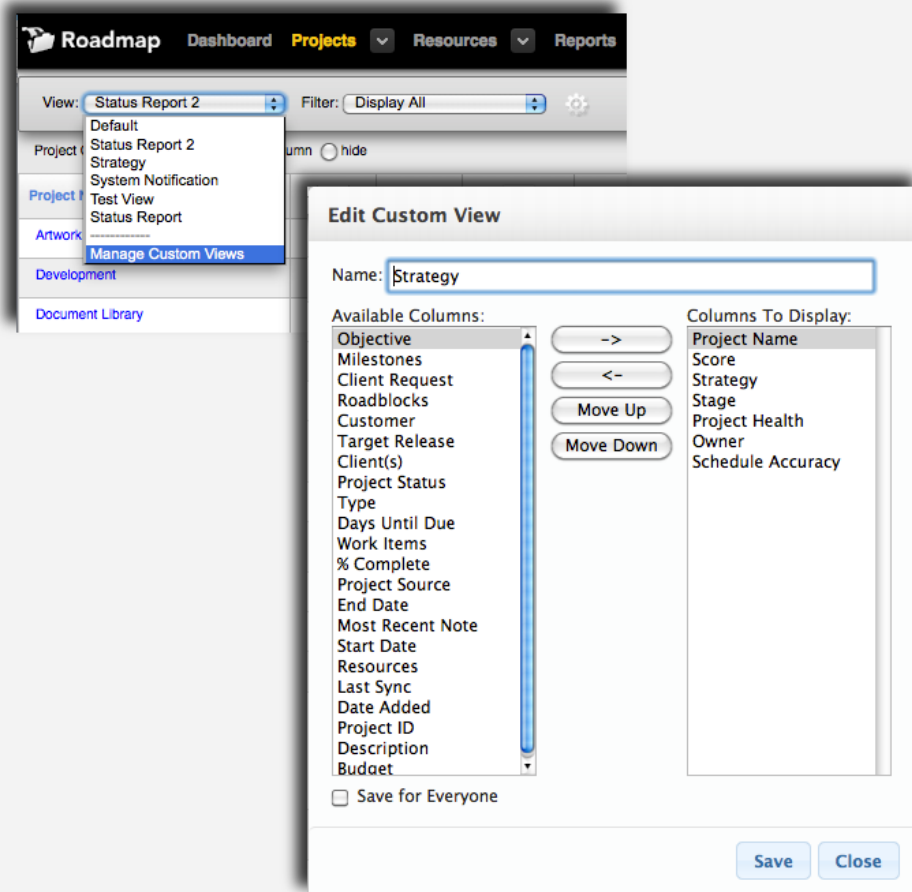 Roadmap Dashboard Projects Resources Reports
View: Status Report 2 Filter: Display All
Default
Status Report 2
Strategy
System Notification
Test View
Status Report
------------
Manage Custom Views
Project hide
Project
Artwork
Development
Document Library
Edit Custom View
Name: Strategy
Available Columns:
Objective
Milestones
Client Request
Roadblocks
Customer
Target Release
Client(s)
Project Status
Type
Days Until Due
Work Items
% Complete
Project Source
End Date
Most Recent Note
Start Date
Resources
Last Sync
Date Added
Project ID
Description
Budget
->
<-
Move Up
Move Down
Columns To Display:
Project Name
Score
Strategy
Stage
Project Health
Owner
Schedule Accuracy
Save for Everyone
Save Close